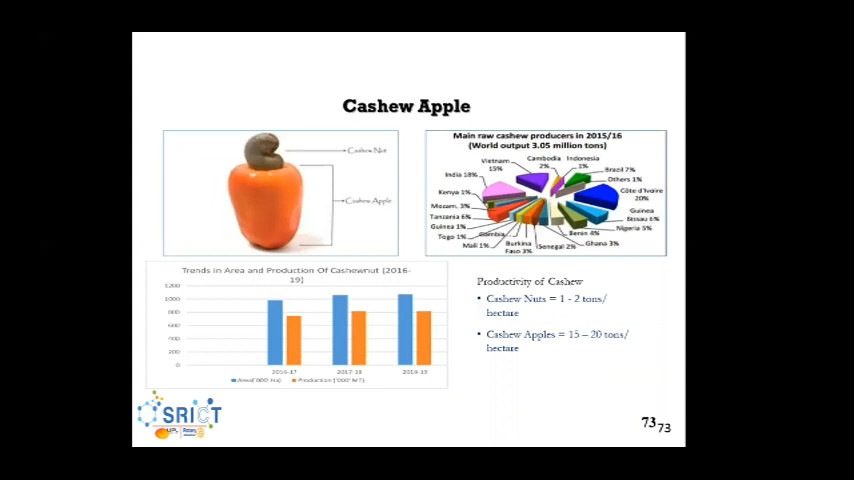 Cashew Apple
Cashew Nut
Cashew Apple
Main raw cashew producers in 2015/16
(World output 3.05 million tons)
Vietnam 15%
Cambodia 2%
Indonesia 1%
Brazil 7%
Others 1%
Côte d'Ivoire 20%
Guinea Bissau 6%
Nigeria 5%
Benin 4%
Ghana 3%
Senegal 2%
Burkina Faso 3%
Gambia...
Mali 1%
Togo 1%
Guinea 1%
Tanzania 6%
Mozam. 3%
Kenya 1%
India 18%
Trends in Area and Production Of Cashewnut (2016-
19)
1200
1000
800
600
400
200
0
2016-17
2017-18
2018-19
Area('000' Ha)
Production ('000' MT)
Productivity of Cashew
• Cashew Nuts = 1 - 2 tons/
hectare
• Cashew Apples = 15 – 20 tons/
hectare
SRICT
UPL
Rotary
73
73